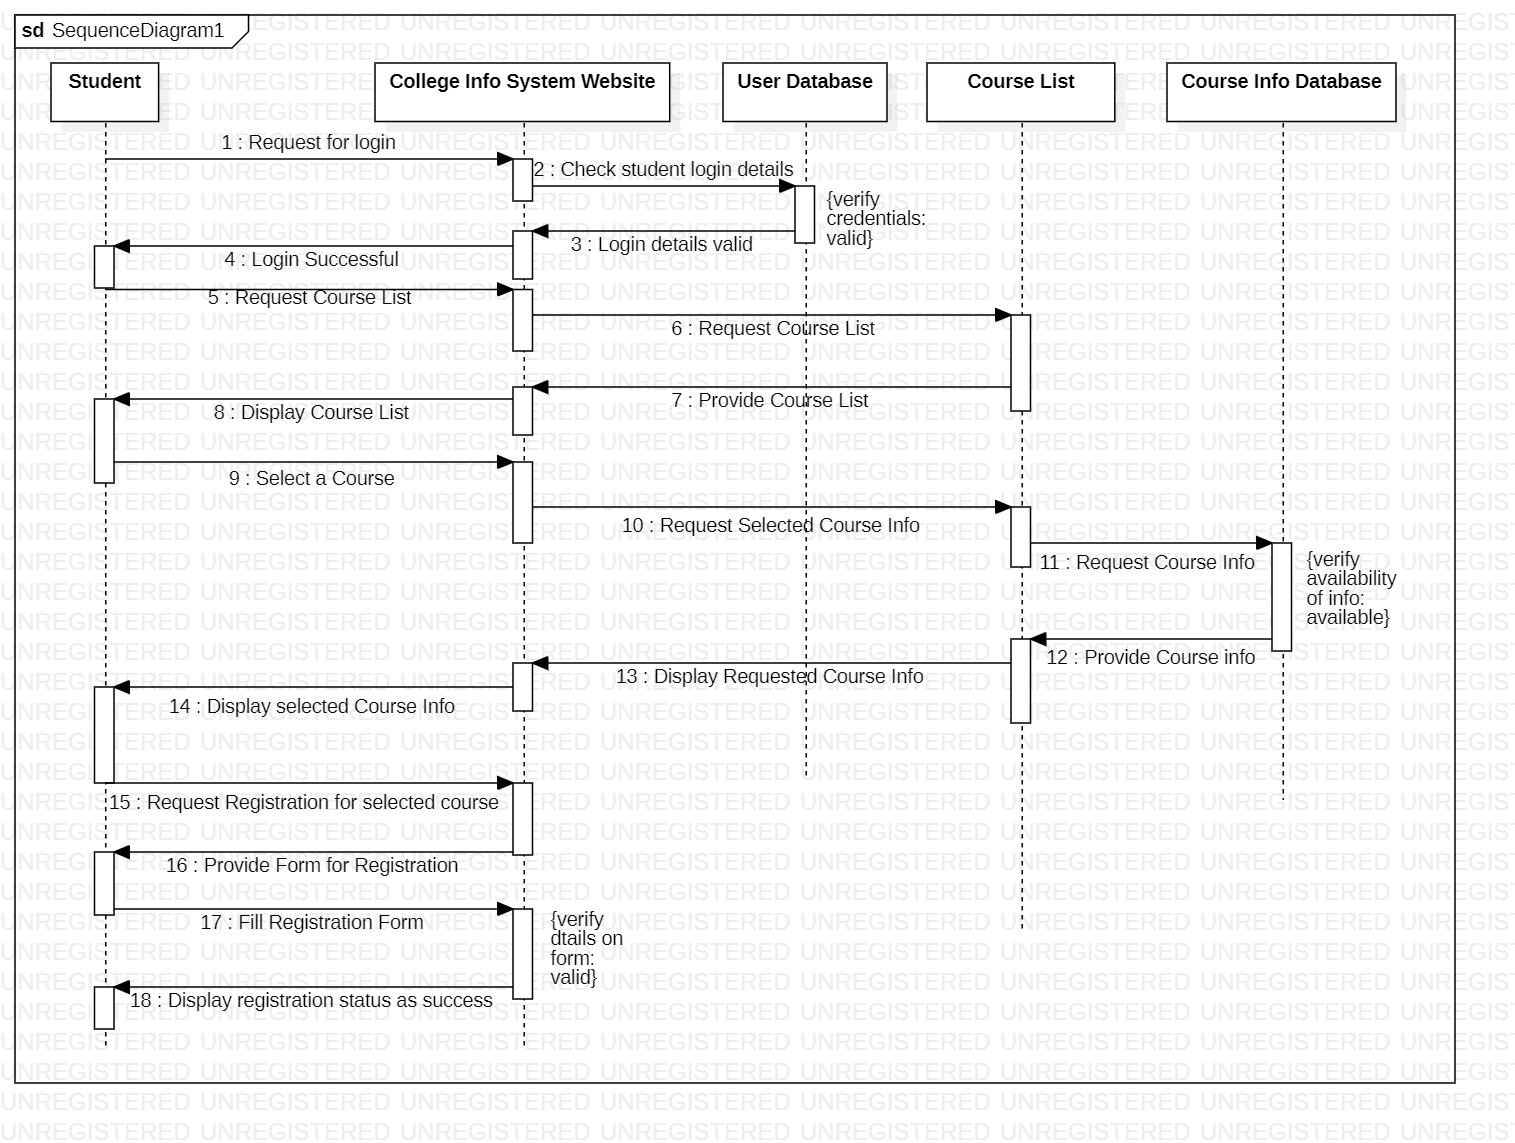 sd SequenceDiagram1
Student
College Info System Website
User Database
Course List
Course Info Database
1 : Request for login
2 : Check student login details
{verify
credentials:
valid}
3 : Login details valid
4 : Login Successful
5 : Request Course List
6 : Request Course List
7 : Provide Course List
8 : Display Course List
9 : Select a Course
10 : Request Selected Course Info
11 : Request Course Info
{verify
availability
of info:
available}
12 : Provide Course info
13 : Display Requested Course Info
14 : Display selected Course Info
15 : Request Registration for selected course
16 : Provide Form for Registration
17 : Fill Registration Form
{verify
dtails on
form:
valid}
18 : Display registration status as success
UNREGISTERED